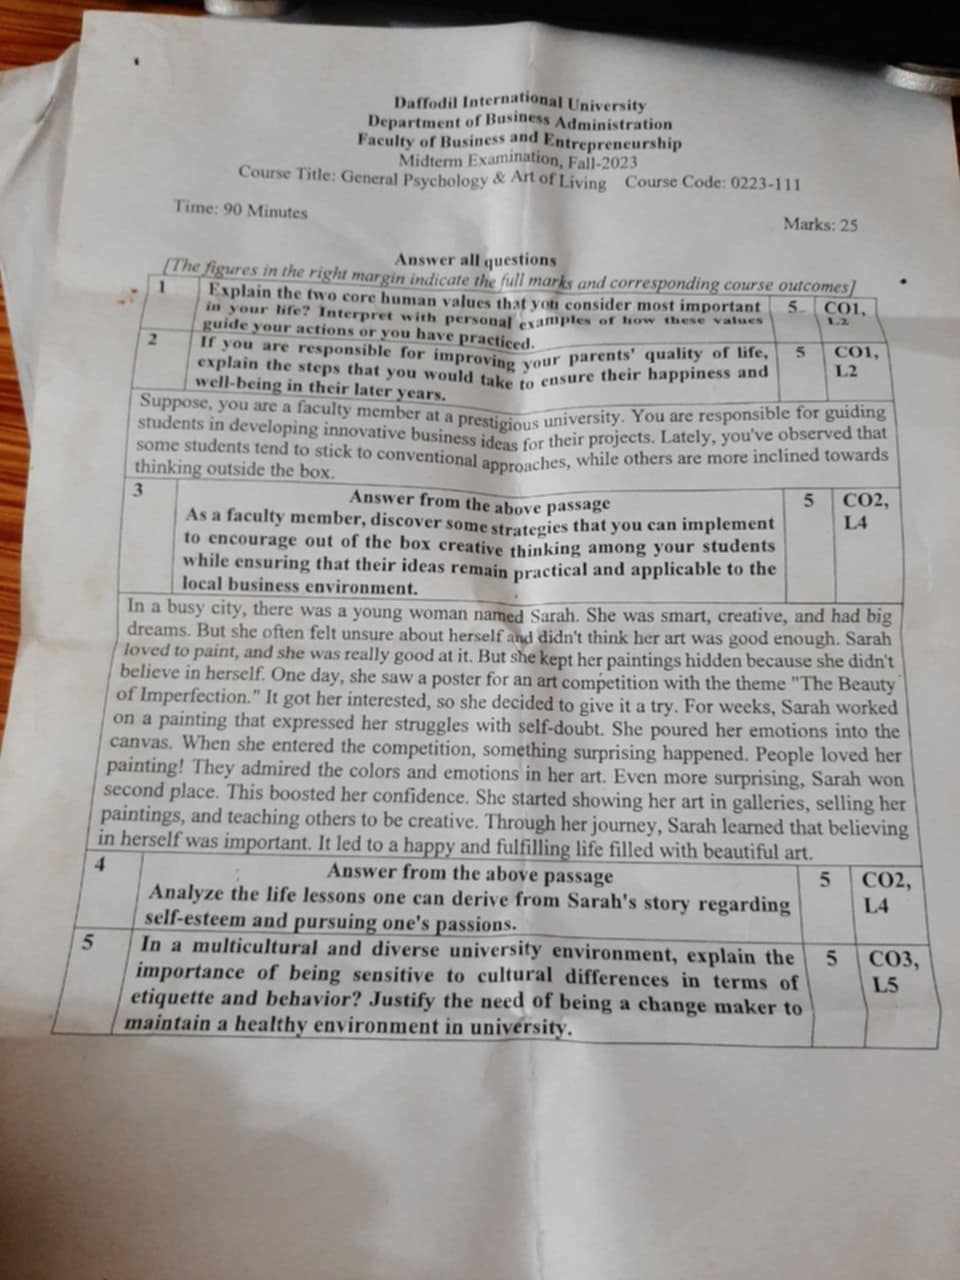 Daffodil International University
Department of Business Administration
Faculty of Business and Entrepreneurship
Midterm Examination, Fall-2023
Course Title: General Psychology & Art of Living Course Code: 0223-111
Time: 90 Minutes
Marks: 25
Answer all questions
[The figures in the right margin indicate the full marks and corresponding course outcomes]
1 Explain the two core human values that you consider most important 5 CO1,
in your life? Interpret with personal examples of how these values L2
guide your actions or you have practiced.
2 If you are responsible for improving your parents' quality of life, 5 CO1,
explain the steps that you would take to ensure their happiness and L2
well-being in their later years.
Suppose, you are a faculty member at a prestigious university. You are responsible for guiding
students in developing innovative business ideas for their projects. Lately, you've observed that
some students tend to stick to conventional approaches, while others are more inclined towards
thinking outside the box.
3 Answer from the above passage 5 CO2,
As a faculty member, discover some strategies that you can implement L4
to encourage out of the box creative thinking among your students
while ensuring that their ideas remain practical and applicable to the
local business environment.
In a busy city, there was a young woman named Sarah. She was smart, creative, and had big
dreams. But she often felt unsure about herself and didn't think her art was good enough. Sarah
loved to paint, and she was really good at it. But she kept her paintings hidden because she didn't
believe in herself. One day, she saw a poster for an art competition with the theme "The Beauty
of Imperfection." It got her interested, so she decided to give it a try. For weeks, Sarah worked
on a painting that expressed her struggles with self-doubt. She poured her emotions into the
canvas. When she entered the competition, something surprising happened. People loved her
painting! They admired the colors and emotions in her art. Even more surprising, Sarah won
second place. This boosted her confidence. She started showing her art in galleries, selling her
paintings, and teaching others to be creative. Through her journey, Sarah learned that believing
in herself was important. It led to a happy and fulfilling life filled with beautiful art.
4 Answer from the above passage 5 CO2,
Analyze the life lessons one can derive from Sarah's story regarding L4
self-esteem and pursuing one's passions.
5 In a multicultural and diverse university environment, explain the 5 CO3,
importance of being sensitive to cultural differences in terms of L5
etiquette and behavior? Justify the need of being a change maker to
maintain a healthy environment in university.